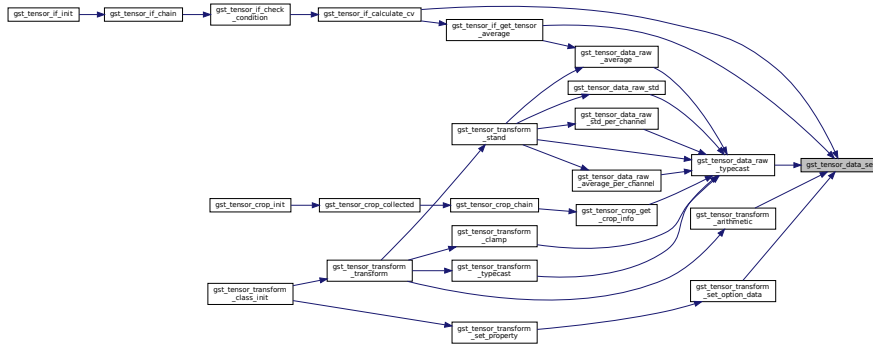 gst_tensor_if_init
gst_tensor_if_chain
gst_tensor_if_check
_condition
gst_tensor_if_calculate_cv
gst_tensor_if_get_tensor
_average
gst_tensor_data_raw
_average
gst_tensor_data_raw_std
gst_tensor_data_raw
_std_per_channel
gst_tensor_transform
_stand
gst_tensor_data_raw
_typecast
gst_tensor_data_set
gst_tensor_data_raw
_average_per_channel
gst_tensor_crop_init
gst_tensor_crop_collected
gst_tensor_crop_chain
gst_tensor_crop_get
_crop_info
gst_tensor_transform
_arithmetic
gst_tensor_transform
_clamp
gst_tensor_transform
_transform
gst_tensor_transform
_typecast
gst_tensor_transform
_class_init
gst_tensor_transform
_set_option_data
gst_tensor_transform
_set_property